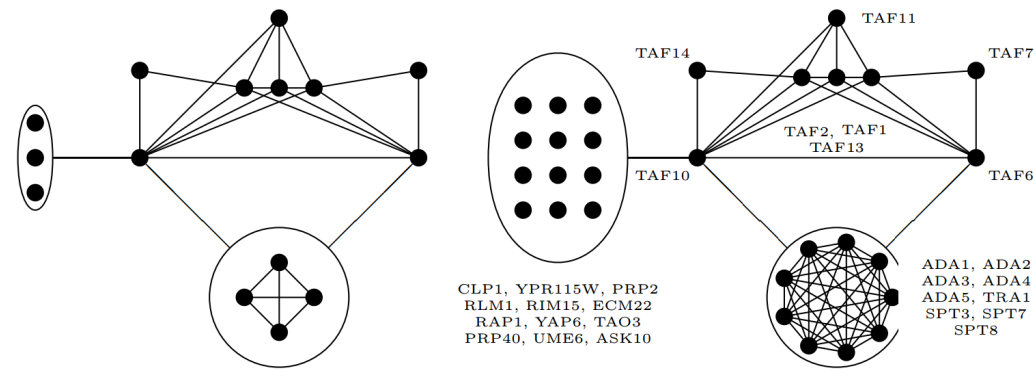 TAF11
TAF14
TAF7
TAF2, TAF1
TAF13
TAF10
TAF6
CLP1, YPR115W, PRP2
RLM1, RIM15, ECM22
RAP1, YAP6, TAO3
PRP40, UME6, ASK10
ADA1, ADA2
ADA3, ADA4
ADA5, TRA1
SPT3, SPT7
SPT8